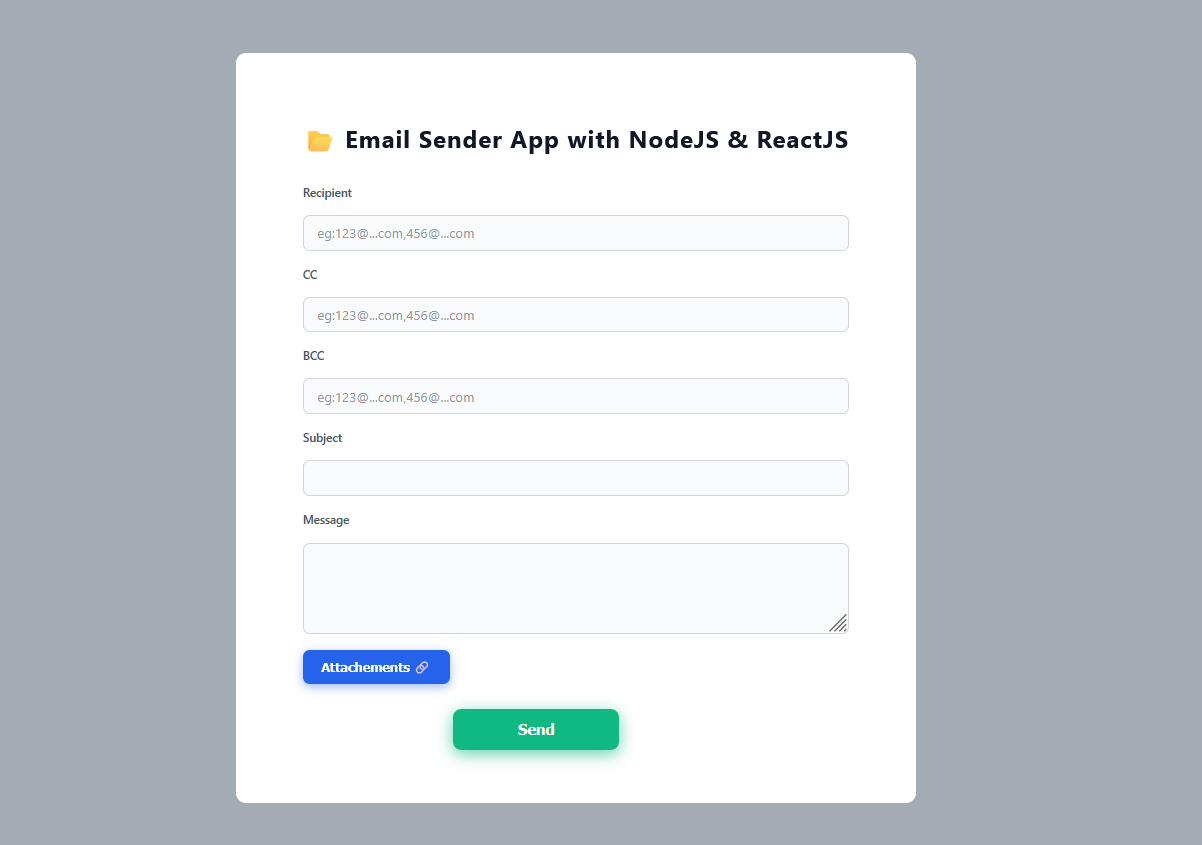 Email Sender App with NodeJS & ReactJS
Recipient
eg:123@...com,456@...com
CC
eg:123@...com,456@...com
BCC
eg:123@...com,456@...com
Subject
Message
Attachements
Send